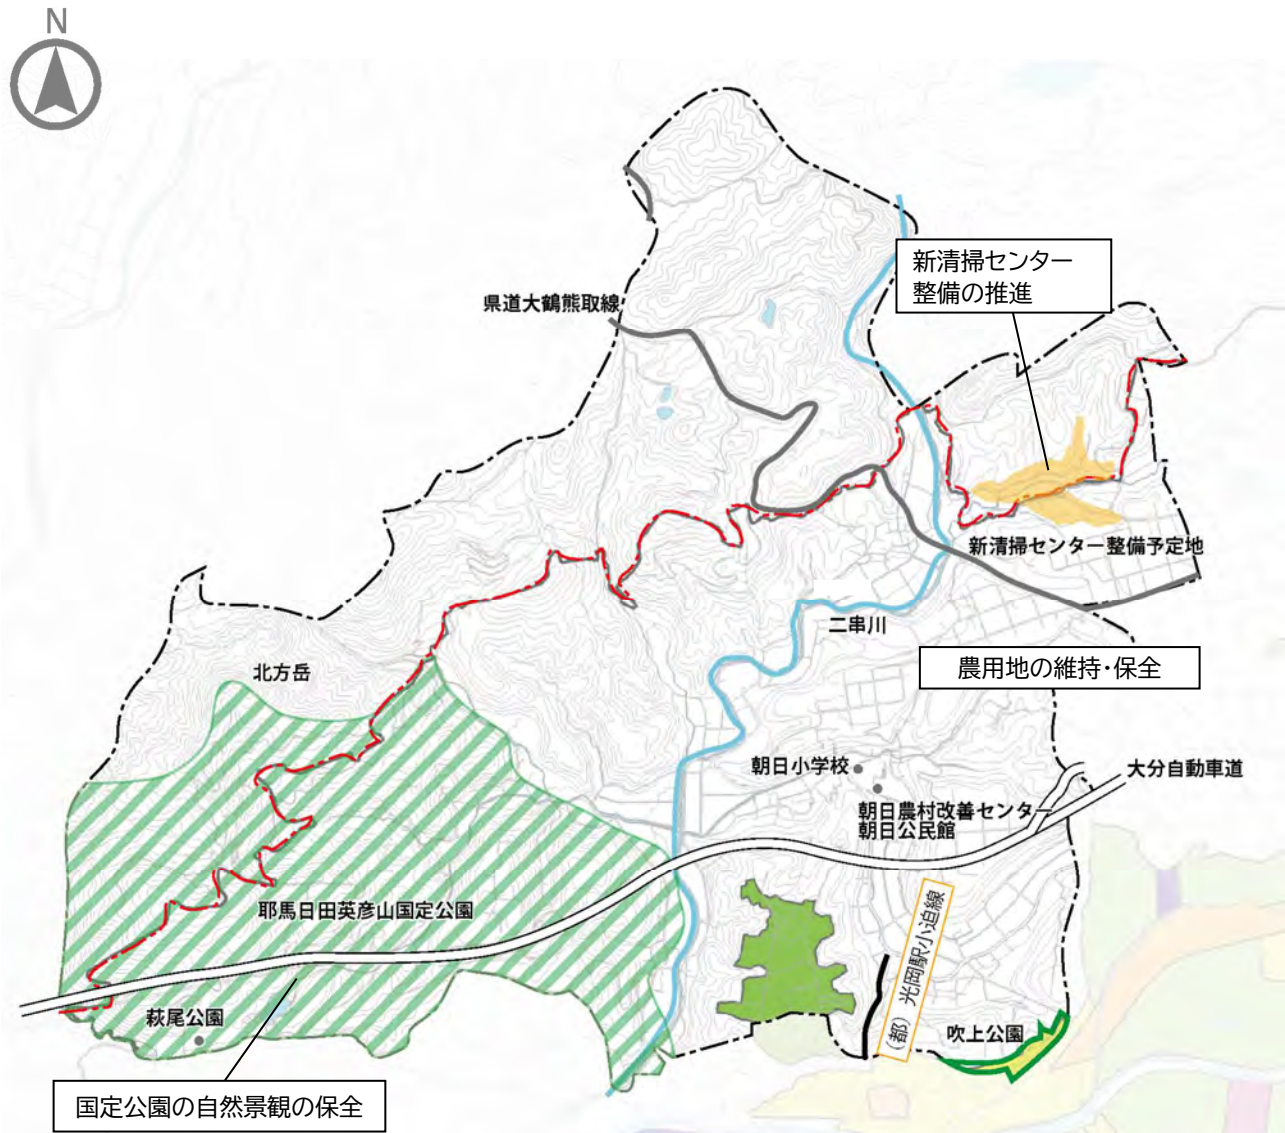 N
新清掃センター
整備の推進
県道大鶴熊取線
新清掃センター整備予定地
二串川
農用地の維持・保全
北方岳
朝日小学校
大分自動車道
朝日農村改善センター
朝日公民館
耶馬日田英彦山国定公園
(都) 光岡駅小迫線
萩尾公園
吹上公園
国定公園の自然景観の保全